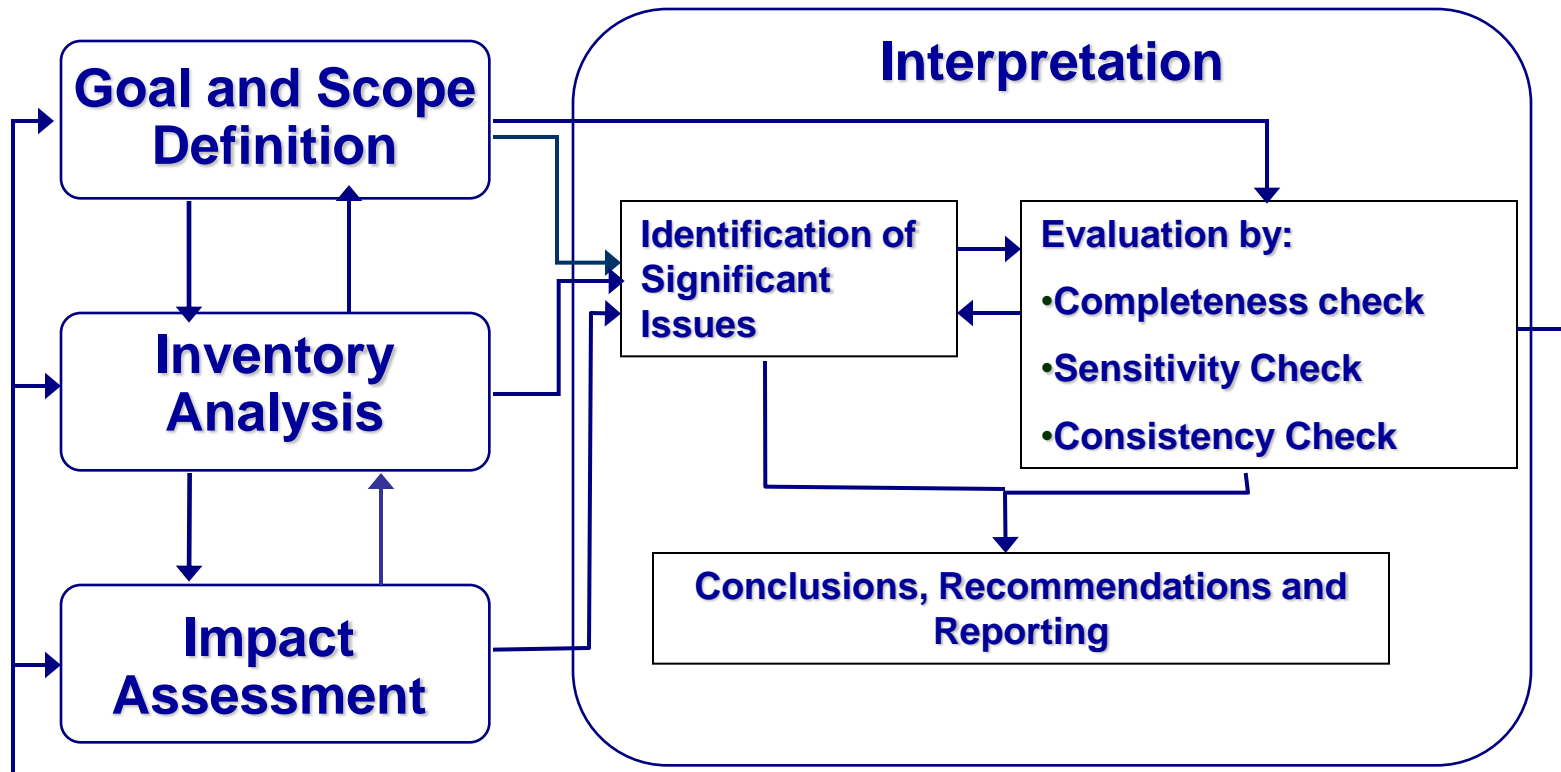 Goal and Scope
Definition
Inventory
Analysis
Impact
Assessment
Interpretation
Identification of
Significant
Issues
Evaluation by:
•Completeness check
•Sensitivity Check
•Consistency Check
Conclusions, Recommendations and
Reporting